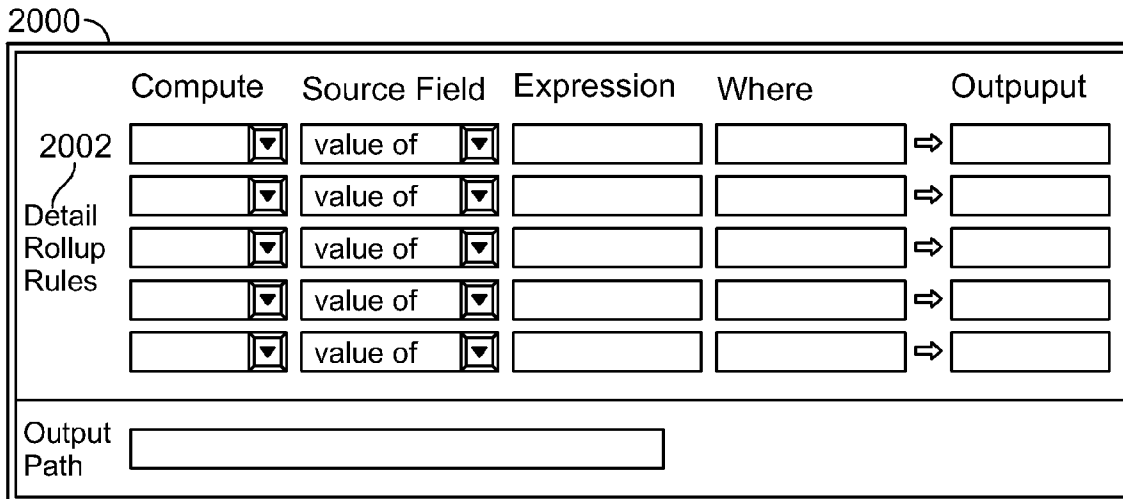 2000
Compute Source Field Expression Where Outpuput
2002
value of
value of
Detail
Rollup
Rules
value of
value of
value of
Output
Path